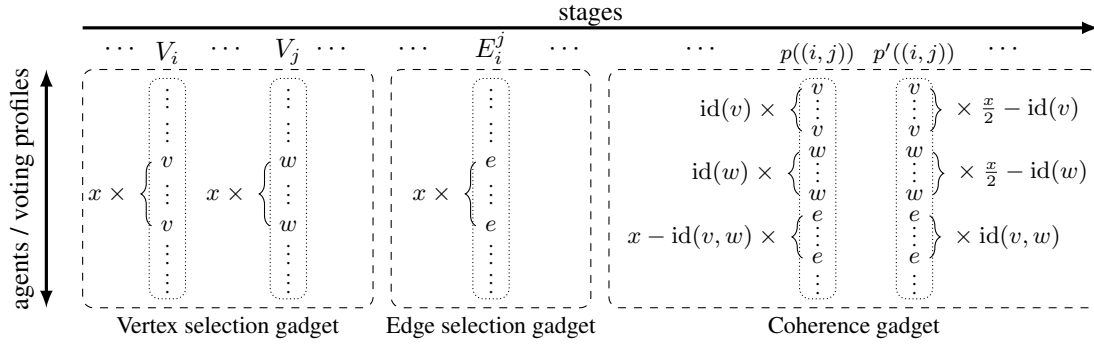 stages
⋯ V_i ⋯ V_j ⋯ ⋯ E_i^j ⋯ ⋯ p((i, j)) p′((i, j)) ⋯
agents / voting profiles
⋮ ⋮ ⋮ v v
⋮ ⋮ ⋮ id(v) × ⋮ ⋮ × x/2 − id(v)
v v
v w e w w
x × ⋮ x × ⋮ x × ⋮ id(w) × ⋮ ⋮ × x/2 − id(w)
w w
v w e e e
⋮ ⋮ ⋮ x − id(v, w) × ⋮ ⋮ × id(v, w)
e e
⋮ ⋮ ⋮ ⋮ ⋮
Vertex selection gadget Edge selection gadget Coherence gadget